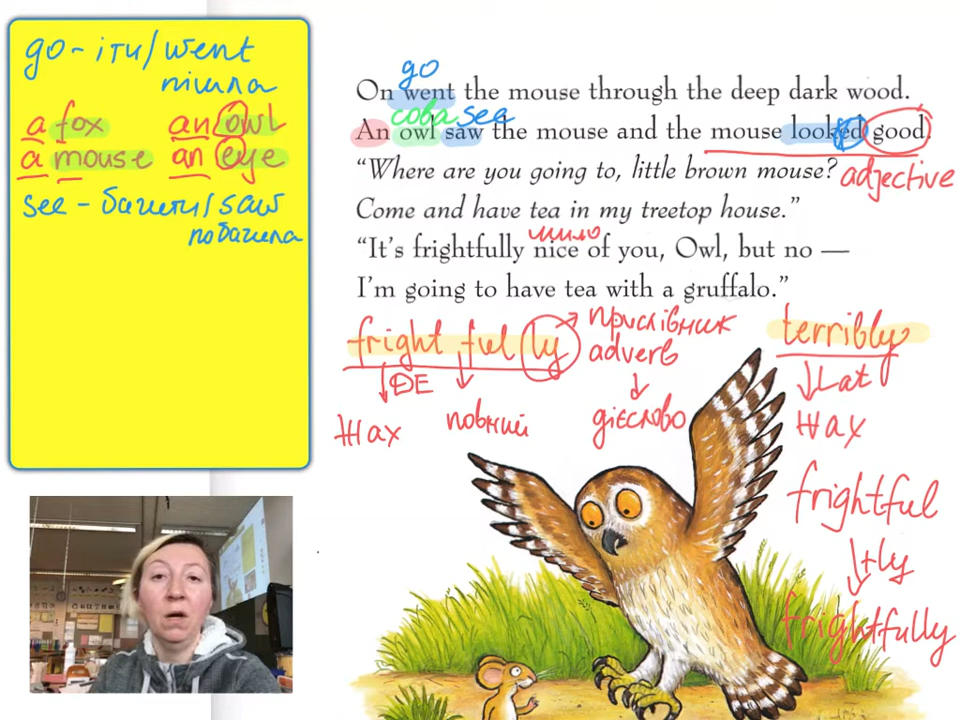 go - іти/went
пішла
a fox an owl
a mouse an eye
see - бачити/saw
побачила
go
On went the mouse through the deep dark wood.
сова see
An owl saw the mouse and the mouse looked good.
"Where are you going to, little brown mouse?
adjective
Come and have tea in my treetop house."
мило
"It's frightfully nice of you, Owl, but no —
I'm going to have tea with a gruffalo."
frightfully
прислівник
adverb
terribly
DE
Lat
жах
повний
дієслово
жах
frightful
+ly
frightfully